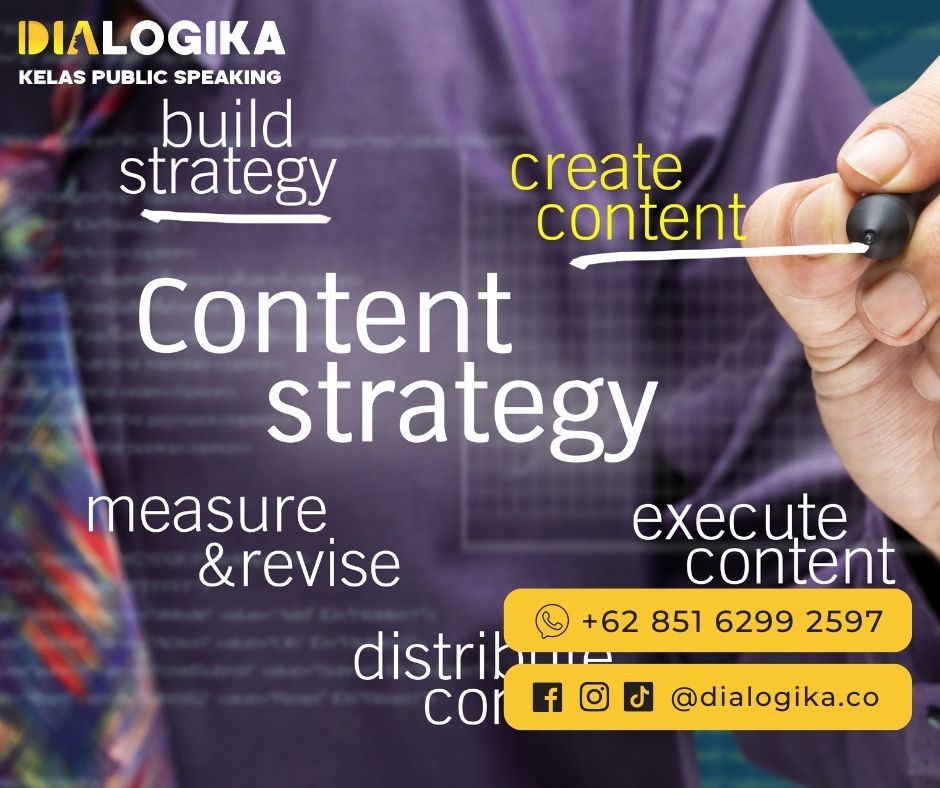 DIALOGIKA
KELAS PUBLIC SPEAKING
build
strategy
create
content
Content
strategy
measure
&revise
execute
content
distribute
+62 851 6299 2597
@dialogika.co